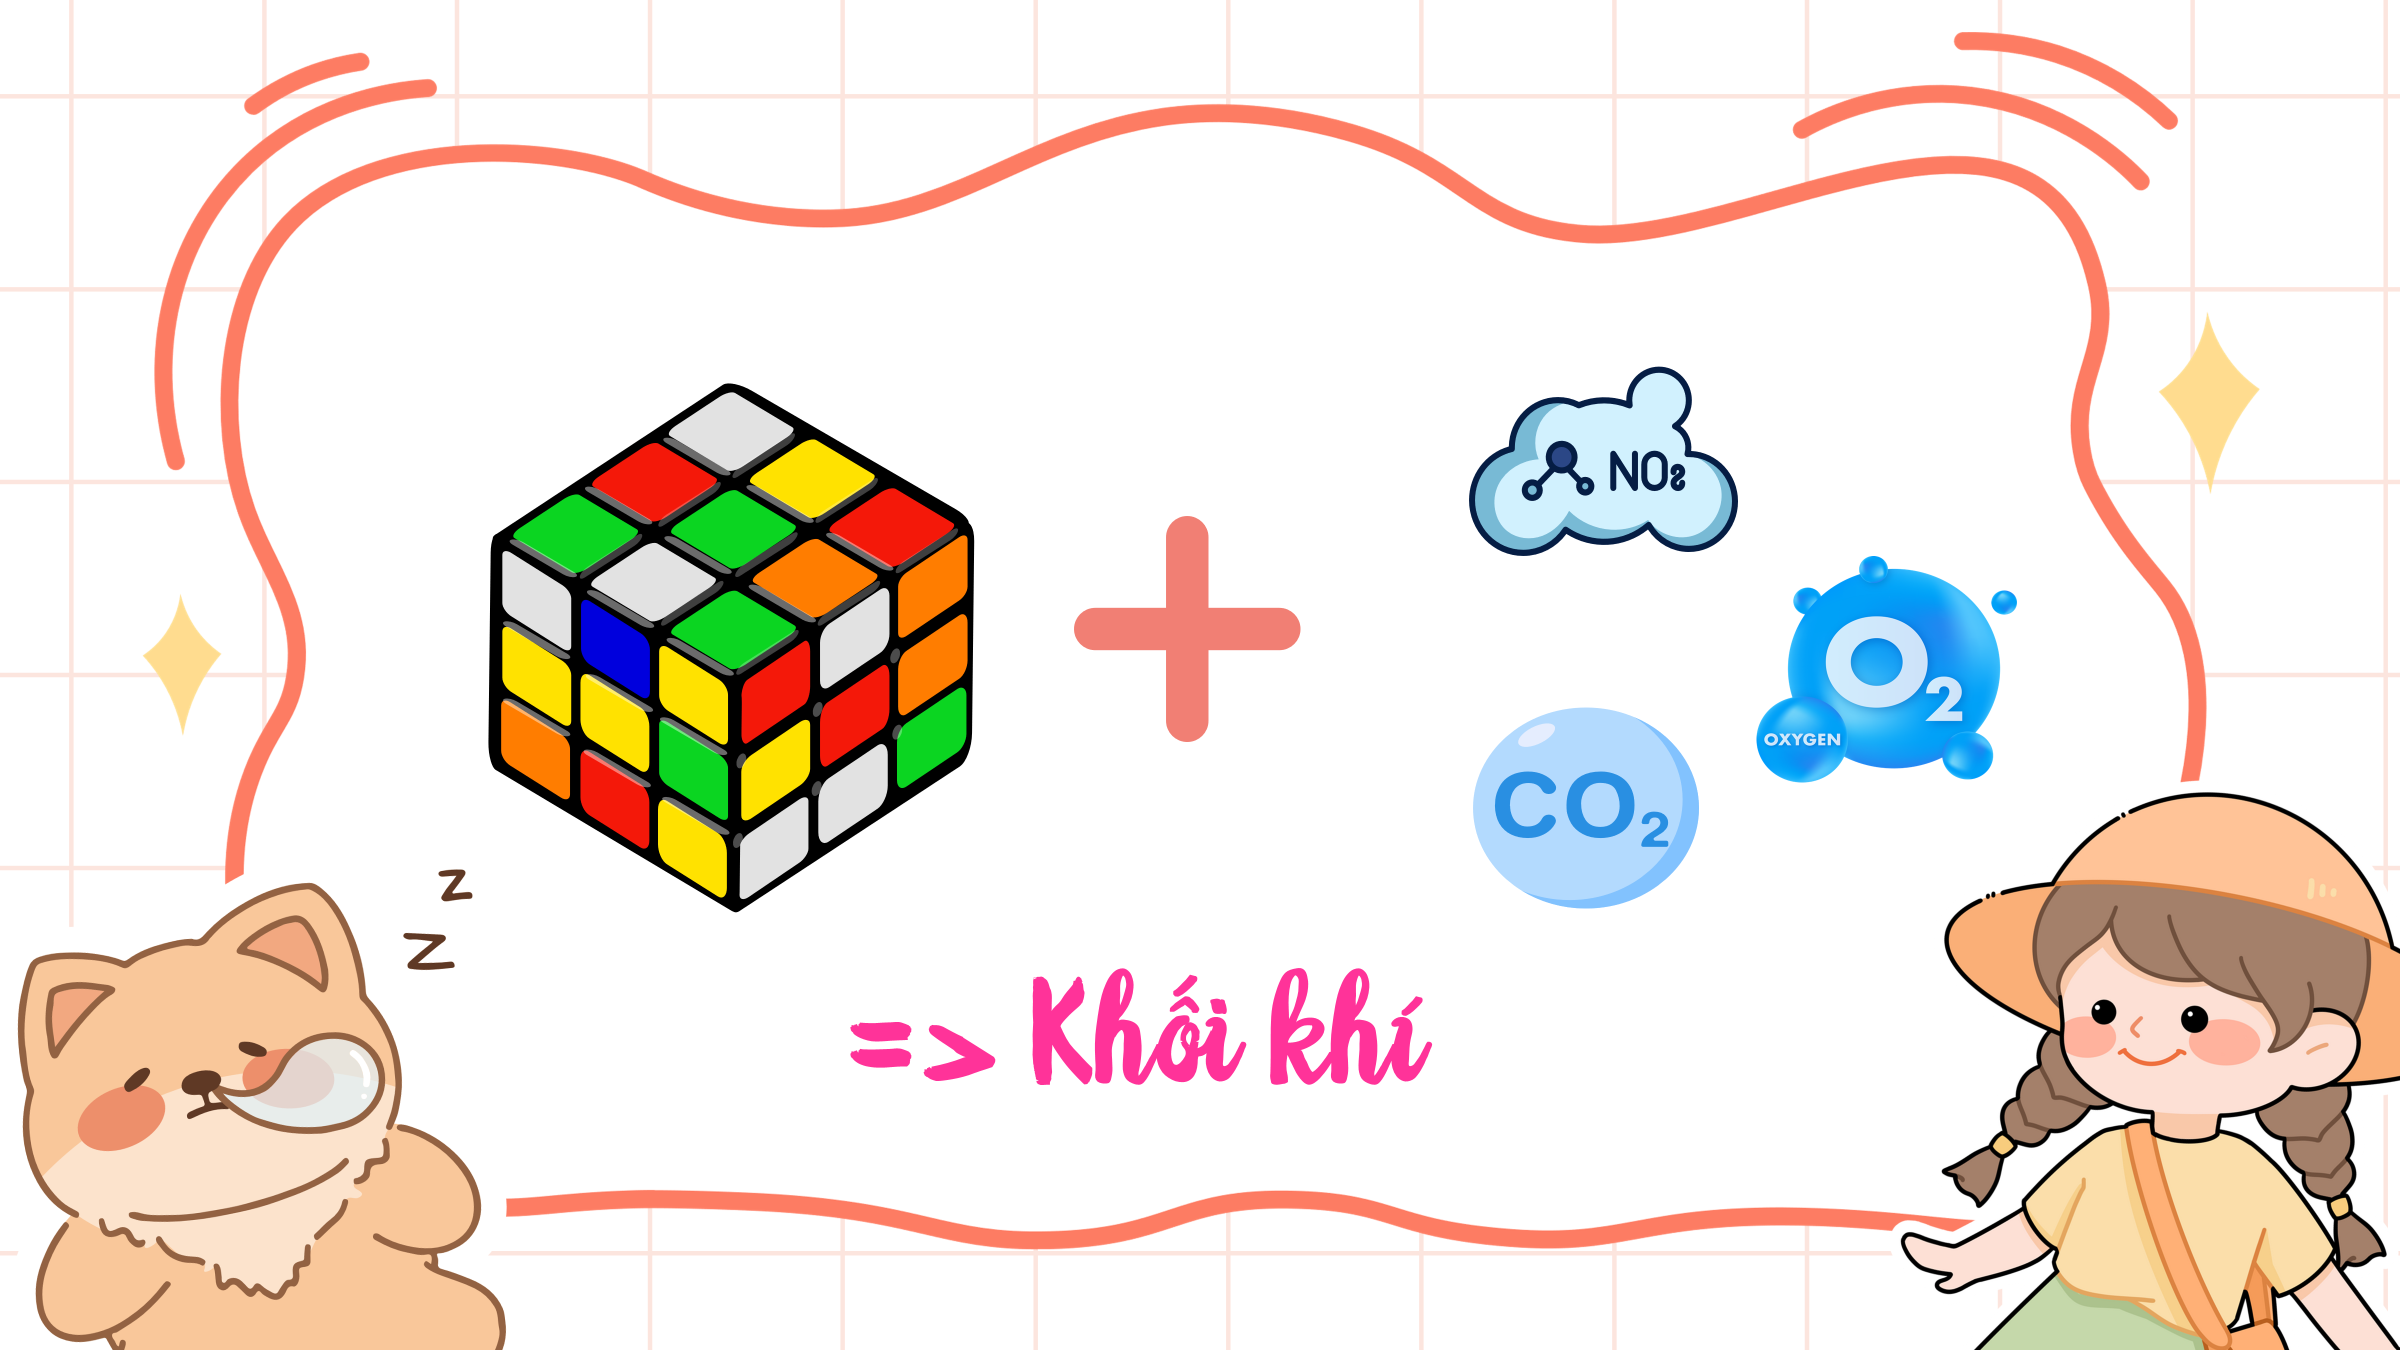 NO₂
O₂
OXYGEN
CO₂
z
z
=> Khối khí